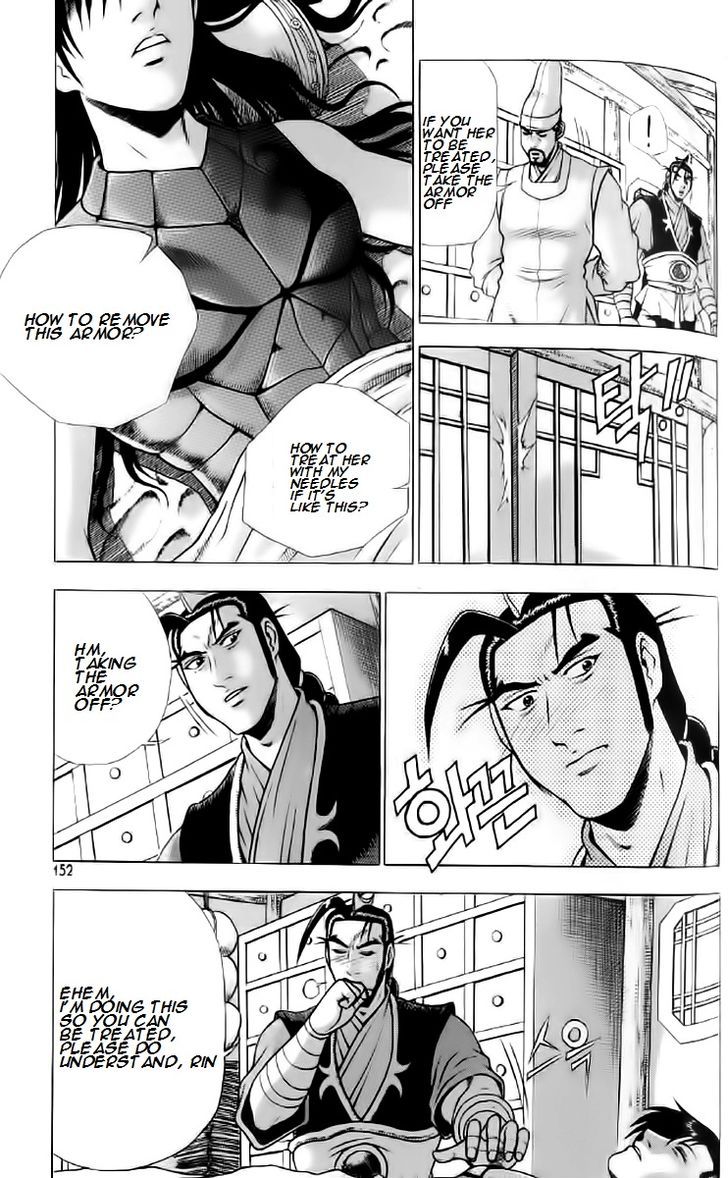 HOW TO REMOVE
THIS ARMOR?
HOW TO
TREAT HER
WITH MY
NEEDLES
IF IT'S
LIKE THIS?
IF YOU
WANT HER
TO BE
TREATED,
PLEASE
TAKE THE
ARMOR
OFF
!
탁!!
HM,
TAKING
THE
ARMOR
OFF?
화끈
152
EHEM,
I'M DOING THIS
SO YOU CAN
BE TREATED,
PLEASE DO
UNDERSTAND, RIN
스윽